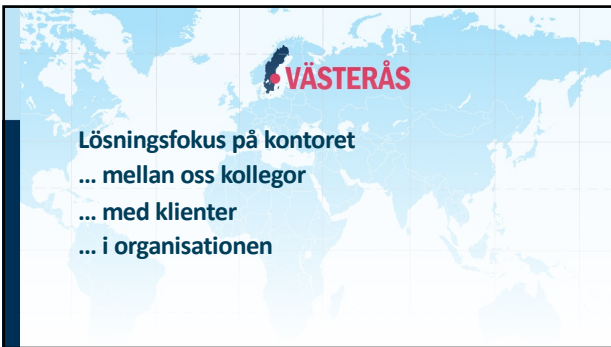 VÄSTERÅS
Lösningsfokus på kontoret
... mellan oss kollegor
... med klienter
... i organisationen